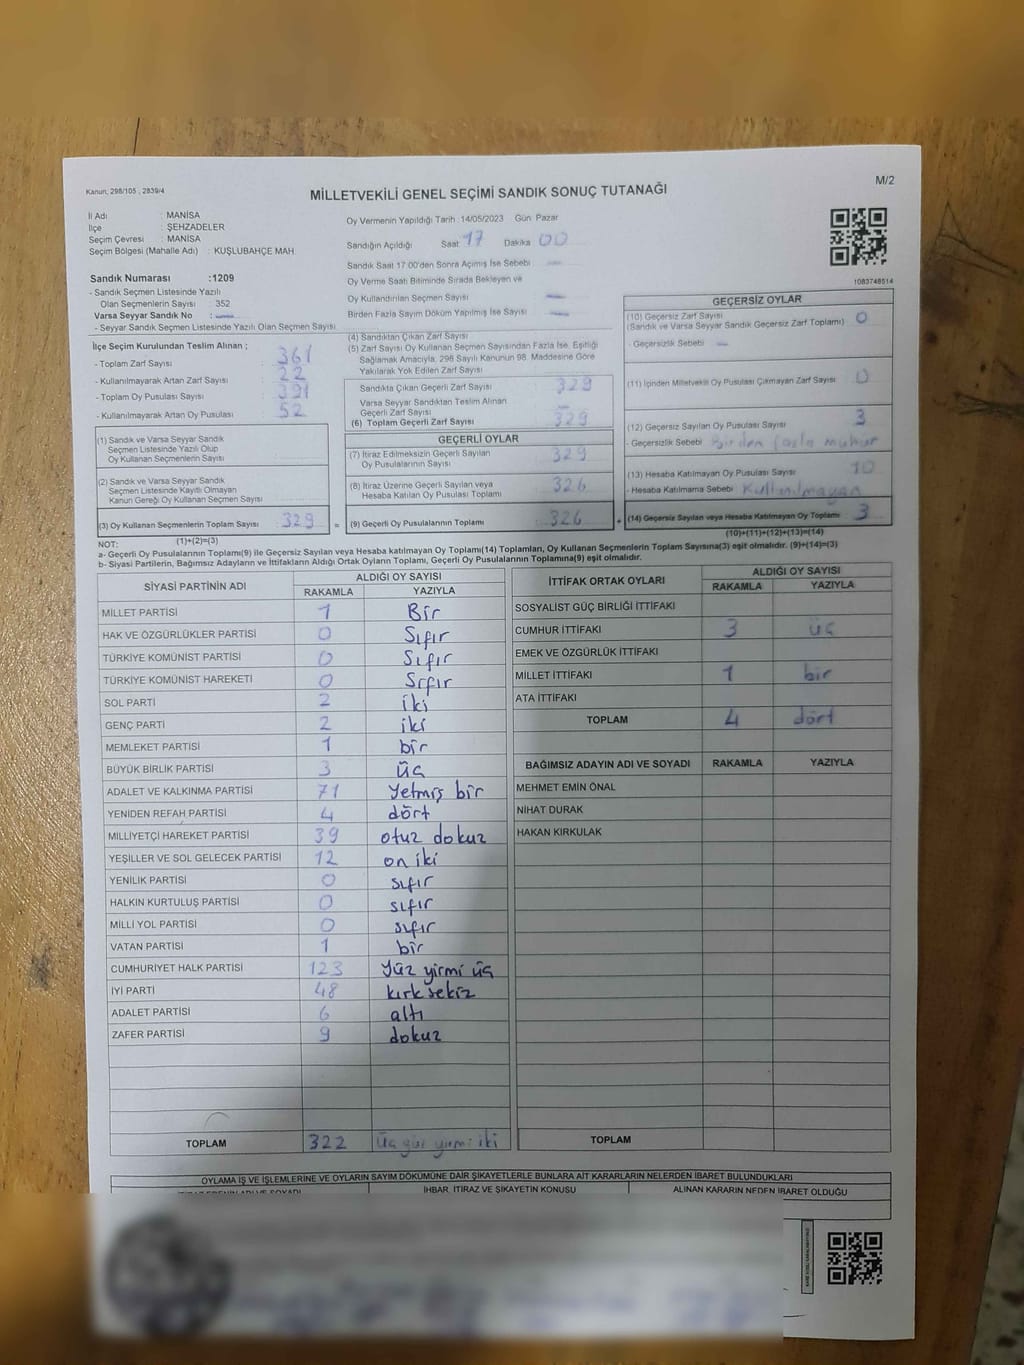 Kanun; 298/105 ; 2839/4
MİLLETVEKİLİ GENEL SEÇİMİ SANDIK SONUÇ TUTANAĞI
M/2
İl Adı : MANİSA
İlçe : ŞEHZADELER
Seçim Çevresi : MANİSA
Seçim Bölgesi (Mahalle Adı) : KUŞLUBAHÇE MAH.
Sandık Numarası :1209
- Sandık Seçmen Listesinde Yazılı
Olan Seçmenlerin Sayısı : 352
Varsa Seyyar Sandık No :
- Seyyar Sandık Seçmen Listesinde Yazılı Olan Seçmen Sayısı
Oy Vermenin Yapıldığı Tarih :14/05/2023 Gün Pazar
Sandığın Açıldığı Saat 17 Dakika 00
Sandık Saat 17:00'den Sonra Açımış İse Sebebi —
Oy Verme Saati Bitiminde Sırada Bekleyen ve
Oy Kullandırılan Seçmen Sayısı —
Birden Fazla Sayım Döküm Yapılmış İse Sayısı —
1083748514
İlçe Seçim Kurulundan Teslim Alınan ;
- Toplam Zarf Sayısı : 361
- Kullanılmayarak Artan Zarf Sayısı : 22
- Toplam Oy Pusulası Sayısı :
- Kullanılmayarak Artan Oy Pusulası : 52
(1) Sandık ve Varsa Seyyar Sandık
Seçmen Listesinde Yazılı Olup
Oy Kullanan Seçmenlerin Sayısı
(2) Sandık ve Varsa Seyyar Sandık
Seçmen Listesinde Kayıtlı Olmayan
Kanun Gereği Oy Kullanan Seçmen Sayısı
(3) Oy Kullanan Seçmenlerin Toplam Sayısı 329 =
(1)+(2)=(3)
(4) Sandıktan Çıkan Zarf Sayısı
(5) Zarf Sayısı Oy Kullanan Seçmen Sayısından Fazla İse, Eşitliği
Sağlamak Amacıyla, 298 Sayılı Kanunun 98. Maddesine Göre
Yakılarak Yok Edilen Zarf Sayısı
Sandıkta Çıkan Geçerli Zarf Sayısı 329
Varsa Seyyar Sandıktan Teslim Alınan
Geçerli Zarf Sayısı —
(6) Toplam Geçerli Zarf Sayısı 329
GEÇERLİ OYLAR
(7) İtiraz Edilmeksizin Geçerli Sayılan
Oy Pusulalarının Sayısı 329
(8) İtiraz Üzerine Geçerli Sayılan veya
Hesaba Katılan Oy Pusulası Toplamı 326
(9) Geçerli Oy Pusulalarının Toplamı 326 +
GEÇERSİZ OYLAR
(10) Geçersiz Zarf Sayısı
(Sandık ve Varsa Seyyar Sandık Geçersiz Zarf Toplamı) 0
- Geçersizlik Sebebi —
(11) İçinden Milletvekili Oy Pusulası Çıkmayan Zarf Sayısı 0
(12) Geçersiz Sayılan Oy Pusulası Sayısı 3
- Geçersizlik Sebebi Birden fazla mühür
(13) Hesaba Katılmayan Oy Pusulası Sayısı 10
- Hesaba Katılmama Sebebi Kullanılmayan
(14) Geçersiz Sayılan veya Hesaba Katılmayan Oy Toplamı 3
(10)+(11)+(12)+(13)=(14)
NOT:
a- Geçerli Oy Pusulalarının Toplamı(9) ile Geçersiz Sayılan veya Hesaba katılmayan Oy Toplamı(14) Toplamları, Oy Kullanan Seçmenlerin Toplam Sayısına(3) eşit olmalıdır. (9)+(14)=(3)
b- Siyasi Partilerin, Bağımsız Adayların ve İttifakların Aldığı Ortak Oyların Toplamı, Geçerli Oy Pusulalarının Toplamına(9) eşit olmalıdır.
SİYASİ PARTİNİN ADI ALDIĞI OY SAYISI
RAKAMLA YAZIYLA
MİLLET PARTİSİ 1 Bir
HAK VE ÖZGÜRLÜKLER PARTİSİ 0 Sıfır
TÜRKİYE KOMÜNİST PARTİSİ 0 Sıfır
TÜRKİYE KOMÜNİST HAREKETİ 0 Sıfır
SOL PARTİ 2 iki
GENÇ PARTİ 2 iki
MEMLEKET PARTİSİ 1 bir
BÜYÜK BİRLİK PARTİSİ 3 üç
ADALET VE KALKINMA PARTİSİ 71 Yetmiş bir
YENİDEN REFAH PARTİSİ 4 dört
MİLLİYETÇİ HAREKET PARTİSİ 39 otuz dokuz
YEŞİLLER VE SOL GELECEK PARTİSİ 12 on iki
YENİLİK PARTİSİ 0 sıfır
HALKIN KURTULUŞ PARTİSİ 0 sıfır
MİLLİ YOL PARTİSİ 0 sıfır
VATAN PARTİSİ 1 bir
CUMHURİYET HALK PARTİSİ 123 Yüz yirmi üç
İYİ PARTİ 48 kırk sekiz
ADALET PARTİSİ 6 altı
ZAFER PARTİSİ 9 dokuz
TOPLAM 322 Üç yüz yirmi iki
İTTİFAK ORTAK OYLARI ALDIĞI OY SAYISI
RAKAMLA YAZIYLA
SOSYALİST GÜÇ BİRLİĞİ İTTİFAKI
CUMHUR İTTİFAKI 3 üç
EMEK VE ÖZGÜRLÜK İTTİFAKI
MİLLET İTTİFAKI 1 bir
ATA İTTİFAKI
TOPLAM 4 dört
BAĞIMSIZ ADAYIN ADI VE SOYADI RAKAMLA YAZIYLA
MEHMET EMİN ÖNAL
NİHAT DURAK
HAKAN KIRKULAK
TOPLAM
OYLAMA İŞ VE İŞLEMLERİNE VE OYLARIN SAYIM DÖKÜMÜNE DAİR ŞİKAYETLERLE BUNLARA AİT KARARLARIN NELERDEN İBARET BULUNDUKLARI
İHBAR, İTİRAZ VE ŞİKAYETİN KONUSU ALINAN KARARIN NEDEN İBARET OLDUĞU